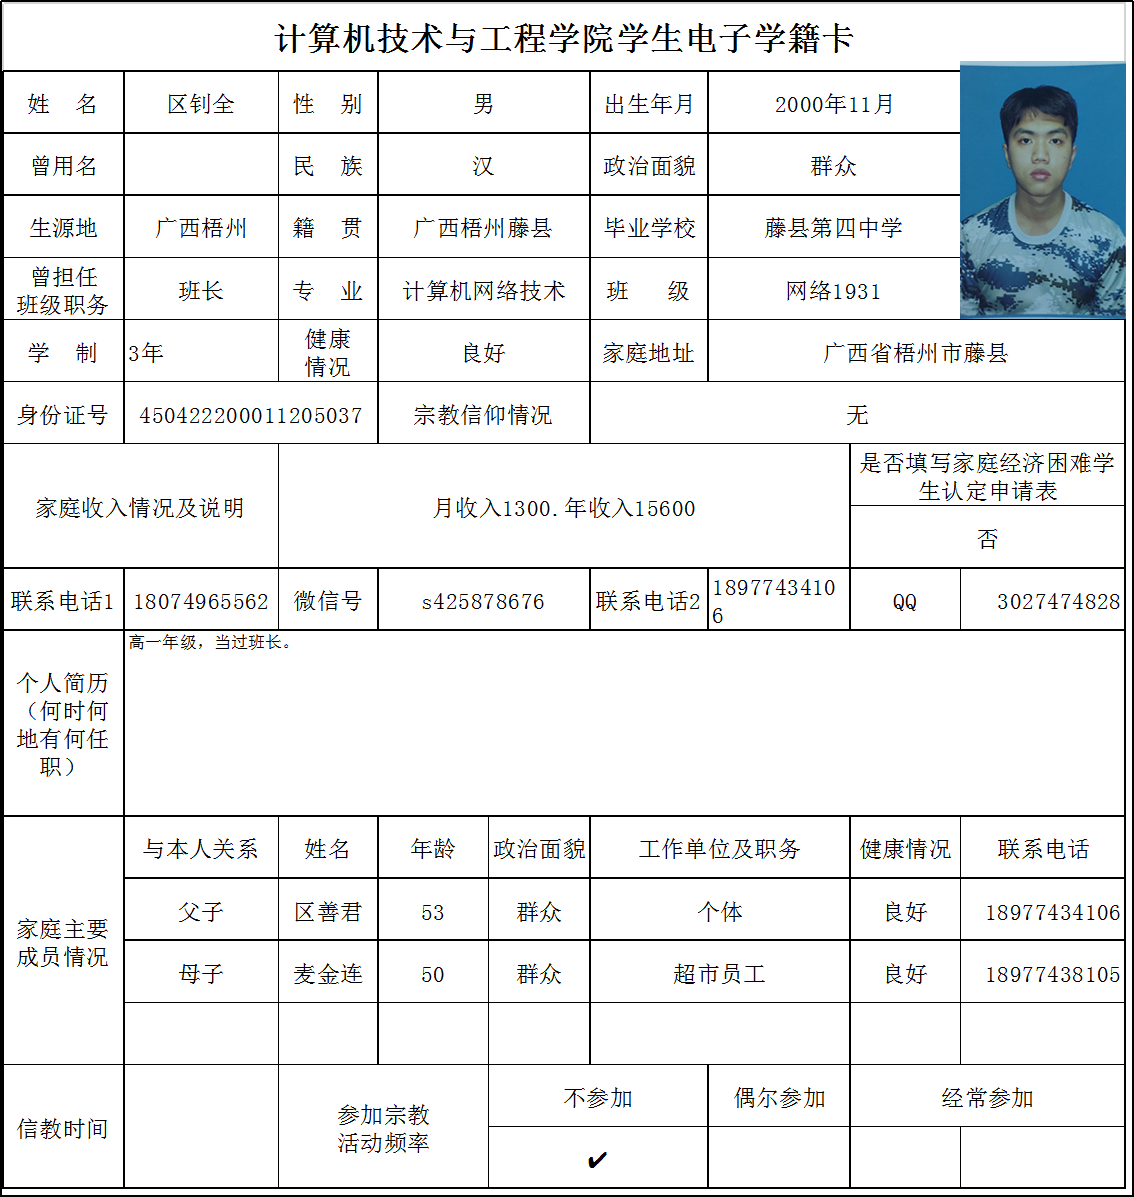 计算机技术与工程学院学生电子学籍卡
姓 名 区钊全 性 别 男 出生年月 2000年11月
曾用名 民 族 汉 政治面貌 群众
生源地 广西梧州 籍 贯 广西梧州藤县 毕业学校 藤县第四中学
曾担任
班级职务 班长 专 业 计算机网络技术 班 级 网络1931
学 制 3年 健康
情况 良好 家庭地址 广西省梧州市藤县
身份证号 450422200011205037 宗教信仰情况 无
家庭收入情况及说明 月收入1300.年收入15600
是否填写家庭经济困难学
生认定申请表
否
联系电话1 18074965562 微信号 s425878676 联系电话2 1897743410
6 QQ 3027474828
个人简历
（何时何
地有何任
职）
高一年级，当过班长。
家庭主要
成员情况
与本人关系 姓名 年龄 政治面貌 工作单位及职务 健康情况 联系电话
父子 区善君 53 群众 个体 良好 18977434106
母子 麦金连 50 群众 超市员工 良好 18977438105
信教时间 参加宗教
活动频率
不参加 偶尔参加 经常参加
✔